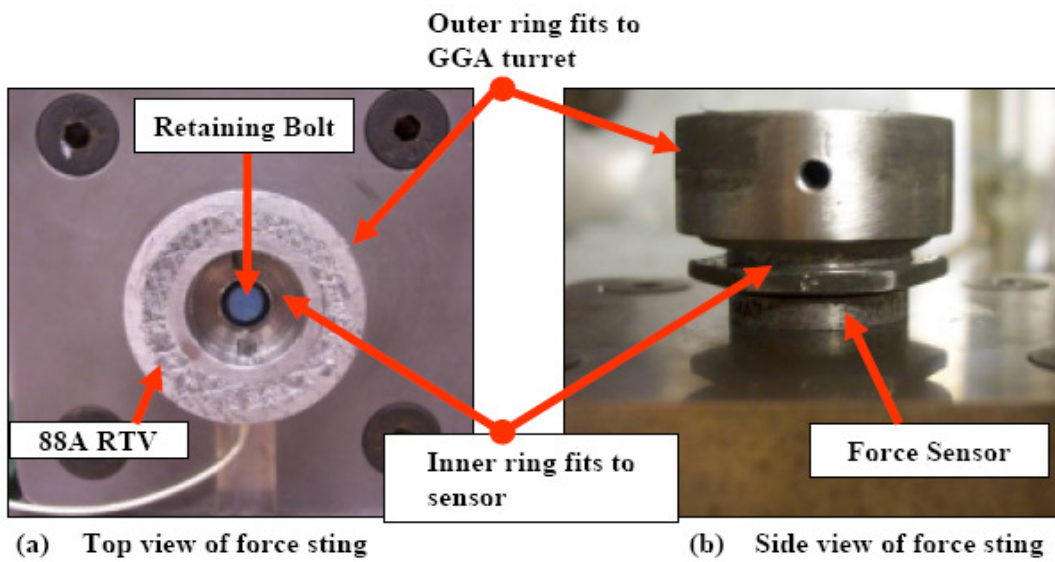 Outer ring fits to
GGA turret
Retaining Bolt
88A RTV
Inner ring fits to
sensor
Force Sensor
(a) Top view of force sting
(b) Side view of force sting